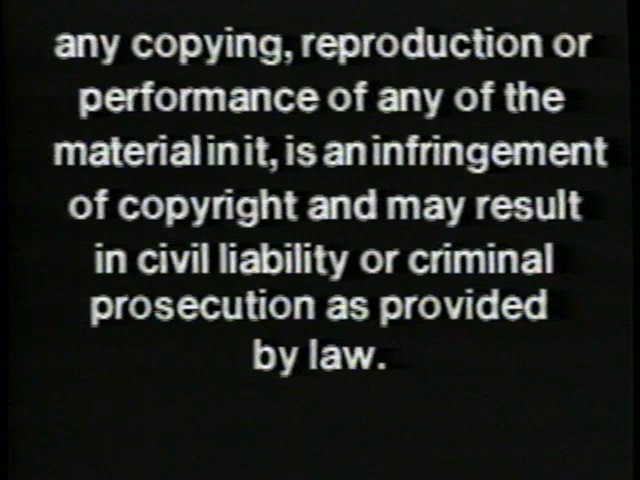 any copying, reproduction or
performance of any of the
material in it, is an infringement
of copyright and may result
in civil liability or criminal
prosecution as provided
by law.